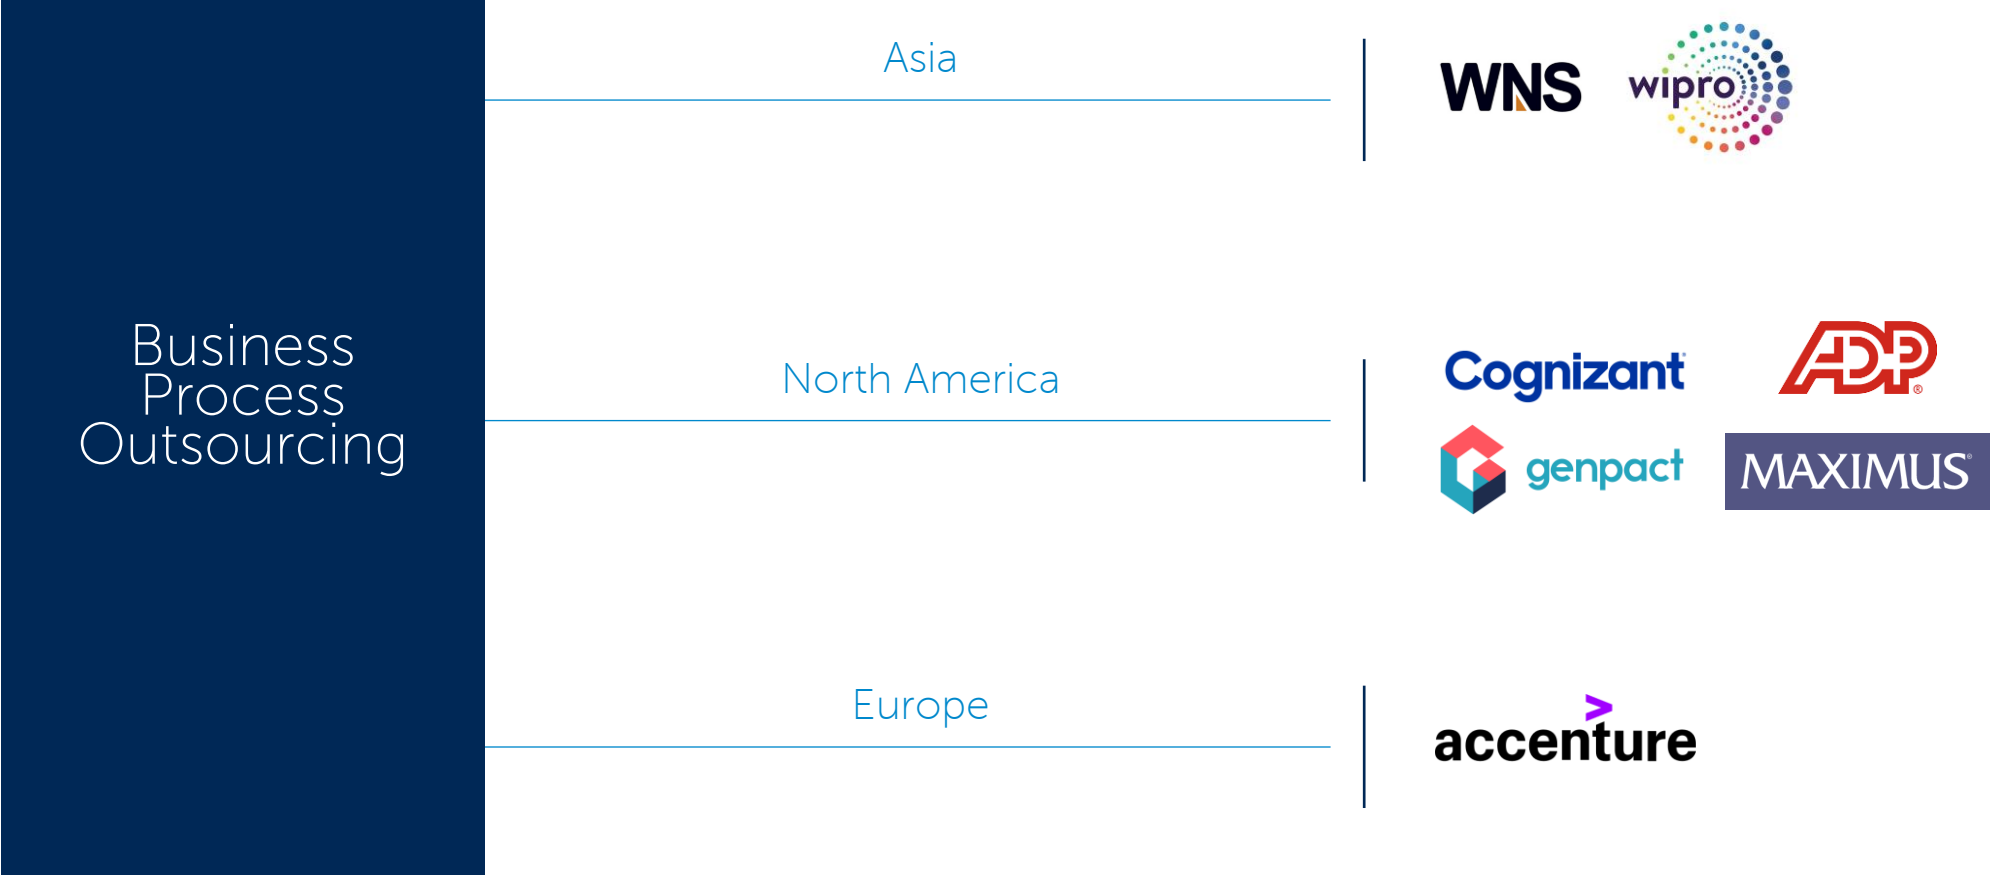 Business
Process
Outsourcing
Asia
WNS
wipro
North America
Cognizant
ADP®
genpact
MAXIMUS®
Europe
>
accenture